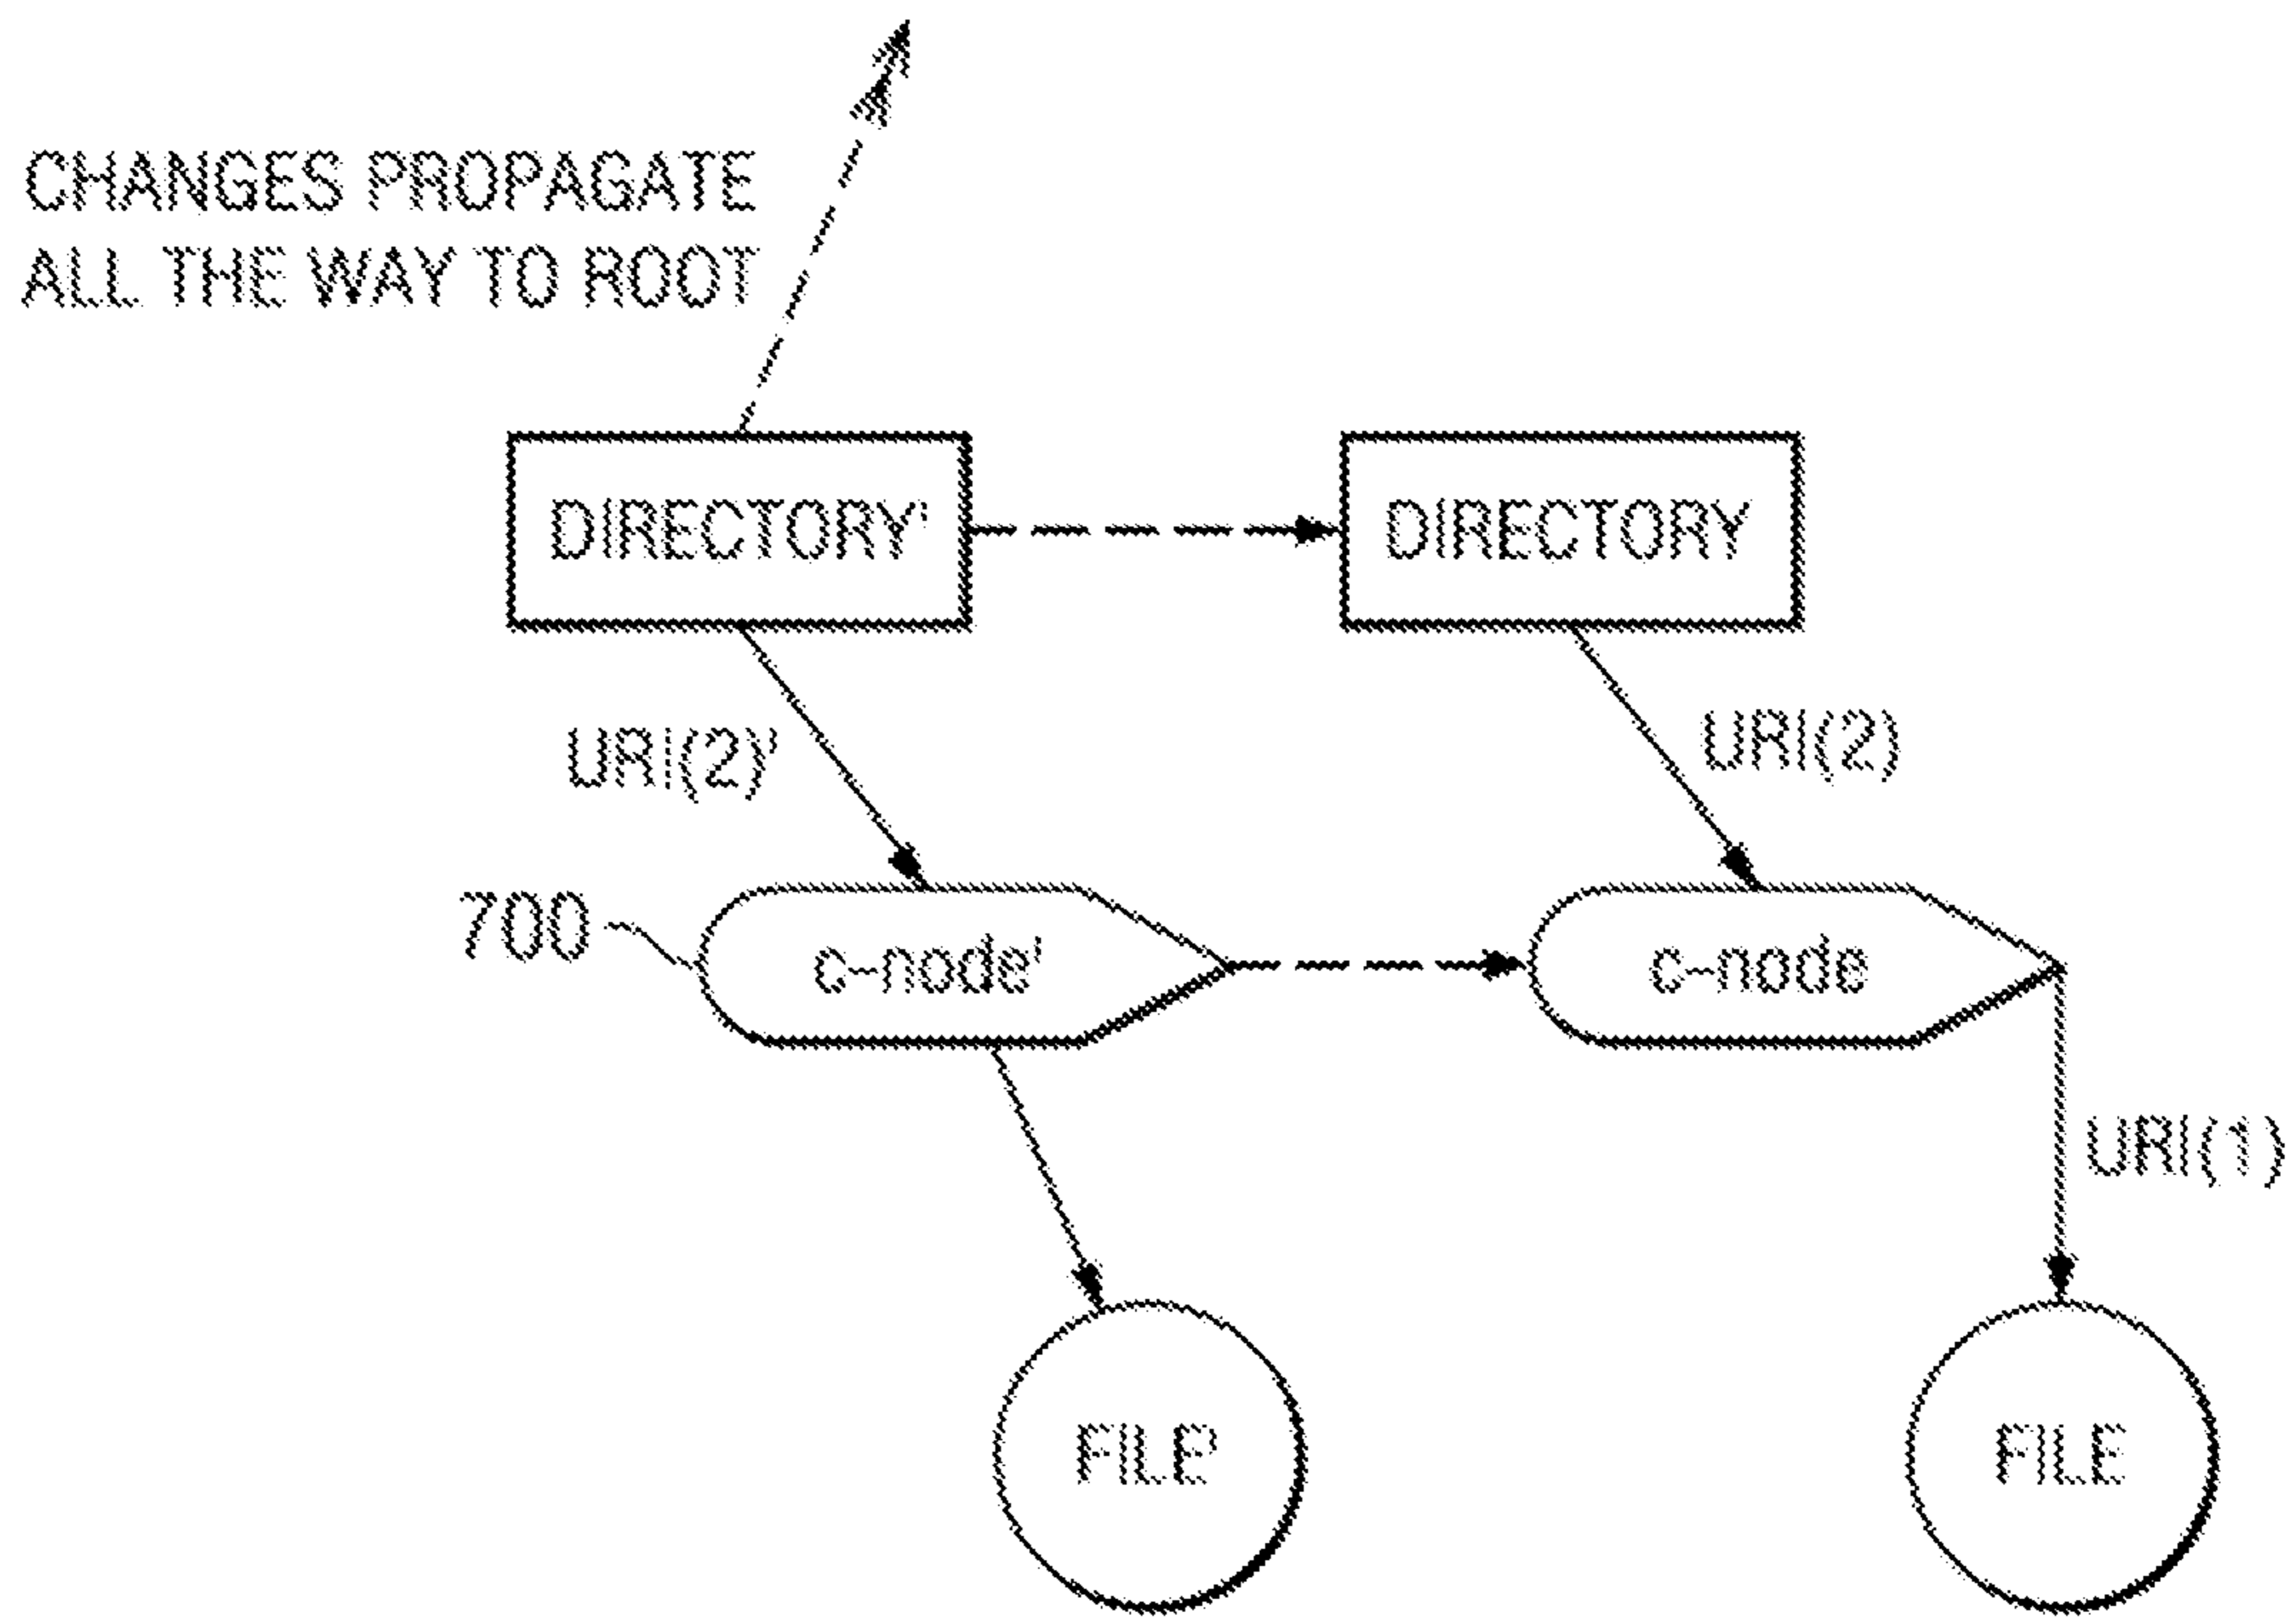 CHANGES PROPAGATE
ALL THE WAY TO ROOT
DIRECTORY'
DIRECTORY
URI(2)'
URI(2)
700
c-node'
c-node
URI(1)
FILE'
FILE